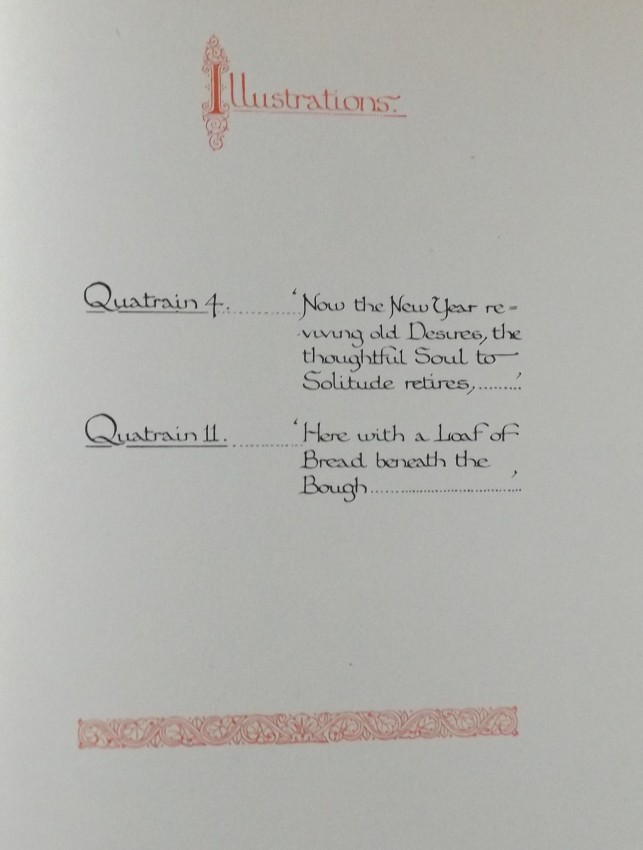 Illustrations.
Quatrain 4. .............. 'Now the New Year re-
viving old Desires, the
thoughtful Soul to
Solitude retires,........'
Quatrain 11. .............. 'Here with a Loaf of
Bread beneath the
Bough..............................'